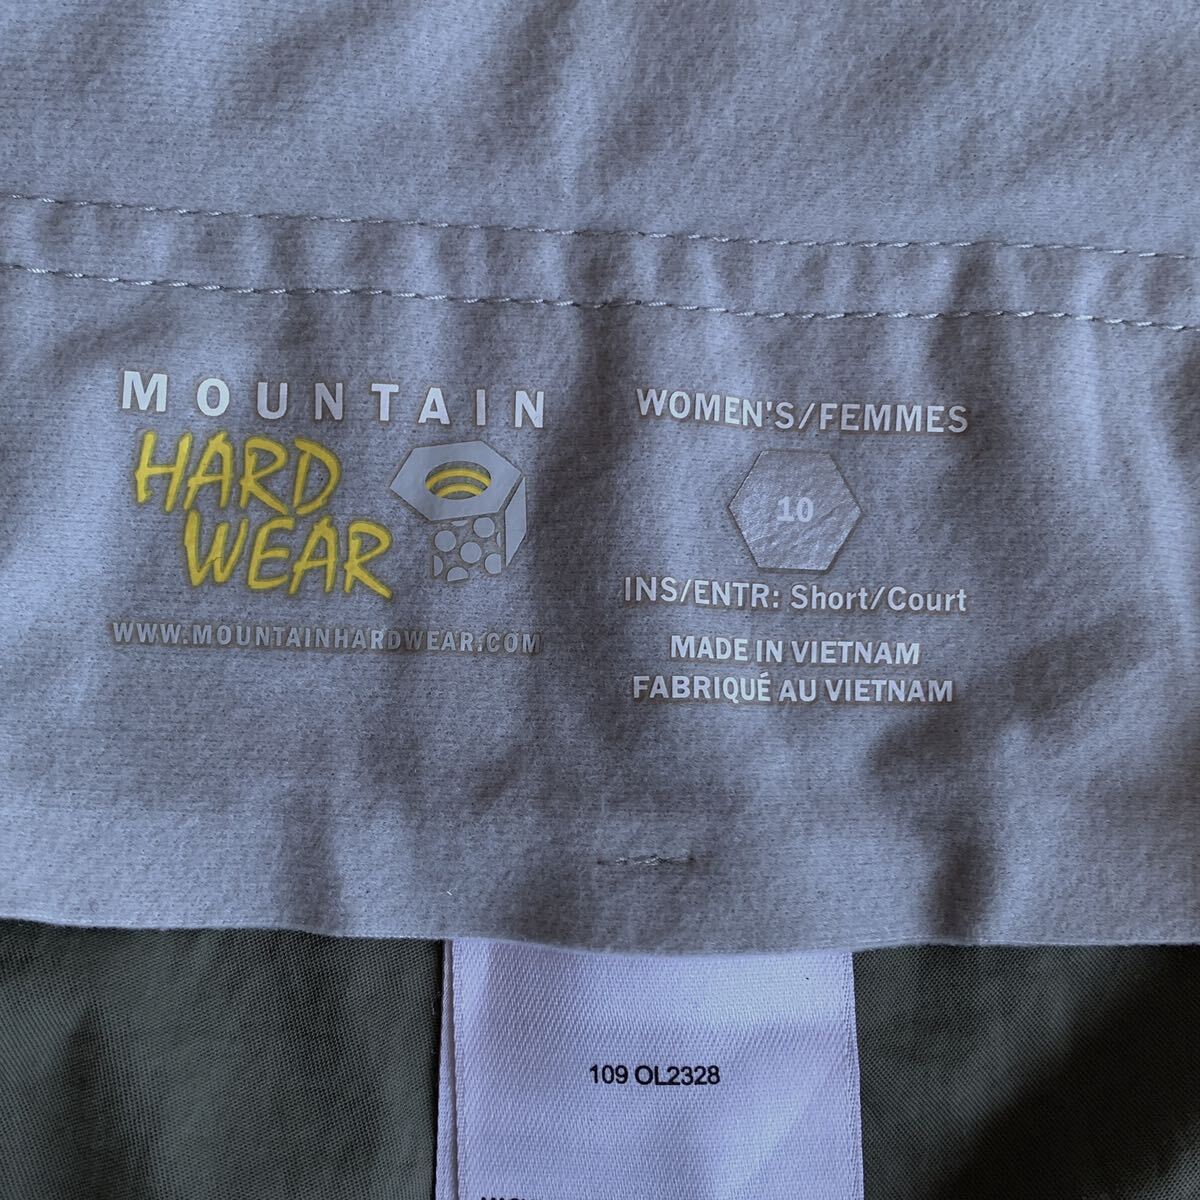 MOUNTAIN
HARD
WEAR
WWW.MOUNTAINHARDWEAR.COM
WOMEN'S/FEMMES
10
INS/ENTR: Short/Court
MADE IN VIETNAM
FABRIQUÉ AU VIETNAM
109 OL2328